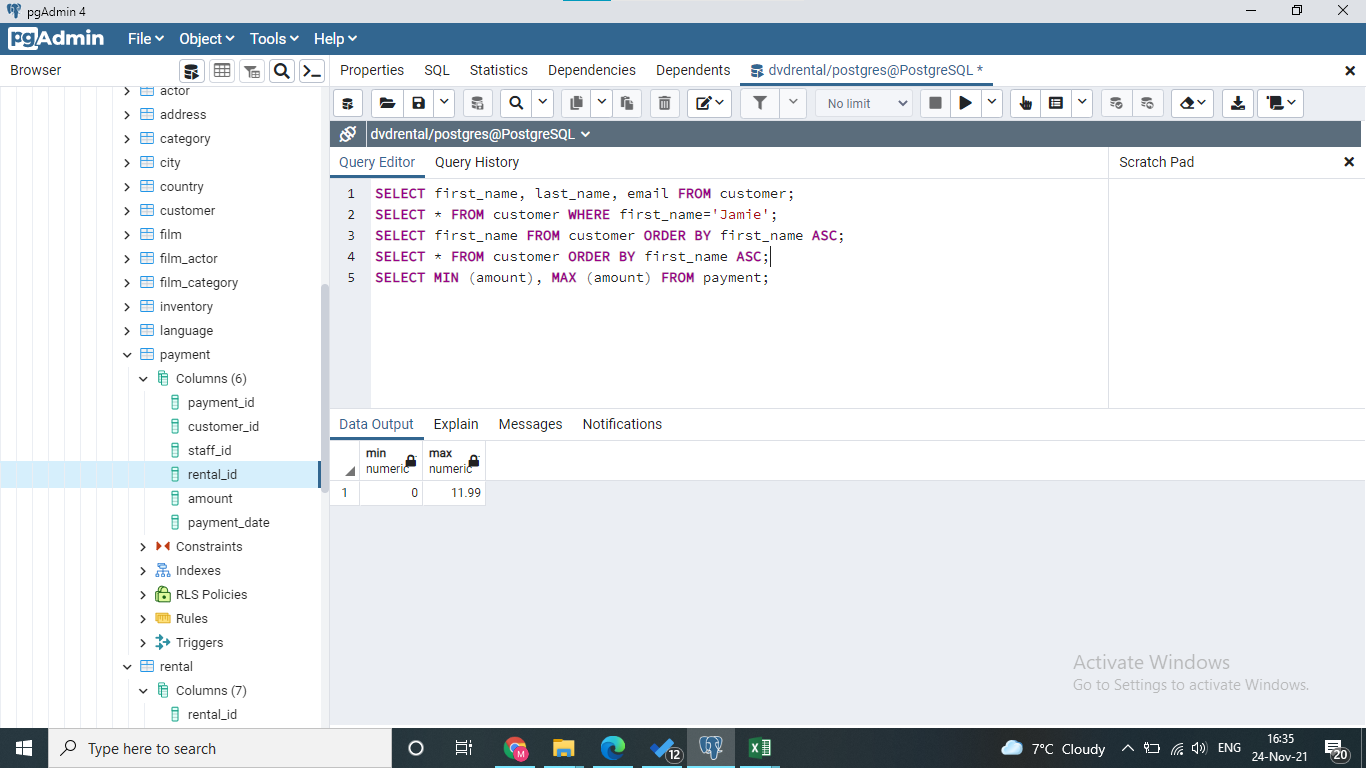 pgAdmin 4
pgAdmin File Object Tools Help
Browser
Properties SQL Statistics Dependencies Dependents dvdrental/postgres@PostgreSQL *
No limit
dvdrental/postgres@PostgreSQL
Query Editor Query History
Scratch Pad
1 SELECT first_name, last_name, email FROM customer;
2 SELECT * FROM customer WHERE first_name='Jamie';
3 SELECT first_name FROM customer ORDER BY first_name ASC;
4 SELECT * FROM customer ORDER BY first_name ASC;
5 SELECT MIN (amount), MAX (amount) FROM payment;
actor
address
category
city
country
customer
film
film_actor
film_category
inventory
language
payment
Columns (6)
payment_id
customer_id
staff_id
rental_id
amount
payment_date
Constraints
Indexes
RLS Policies
Rules
Triggers
rental
Columns (7)
rental_id
Data Output Explain Messages Notifications
min max
numeric numeric
1 0 11.99
Activate Windows
Go to Settings to activate Windows.
Type here to search
M
12
7°C Cloudy
ENG
16:35
24-Nov-21
20